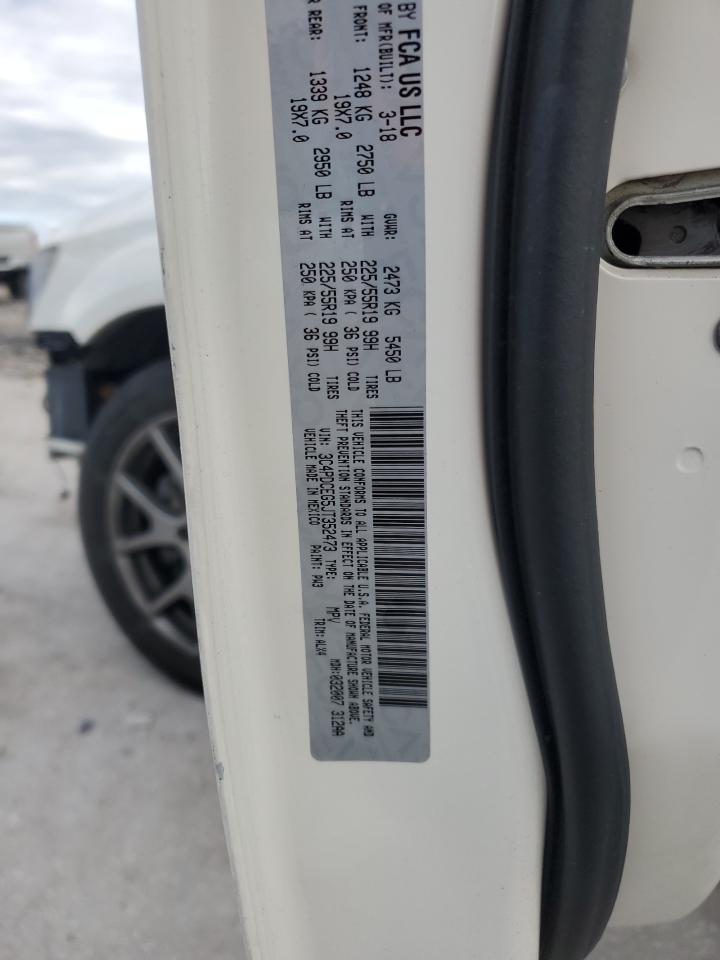 BY FCA US LLC
OF MFR(BUILT): 3-18 GVWR: 2473 KG 5450 LB
FRONT: 1248 KG 2750 LB WITH 225/55R19 99H TIRES
19X7.0 RIMS AT 250 KPA ( 36 PSI) COLD
R REAR: 1339 KG 2950 LB WITH 225/55R19 99H TIRES
19X7.0 RIMS AT 250 KPA ( 36 PSI) COLD
THIS VEHICLE CONFORMS TO ALL APPLICABLE U.S.A. FEDERAL MOTOR VEHICLE SAFETY AND
THEFT PREVENTION STANDARDS IN EFFECT ON THE DATE OF MANUFACTURE SHOWN ABOVE.
VIN: 3C4PDCEG5JT352473 TYPE: MPV MDH:032007 312AA
VEHICLE MADE IN MEXICO PAINT: PW3 TRIM:ALX4